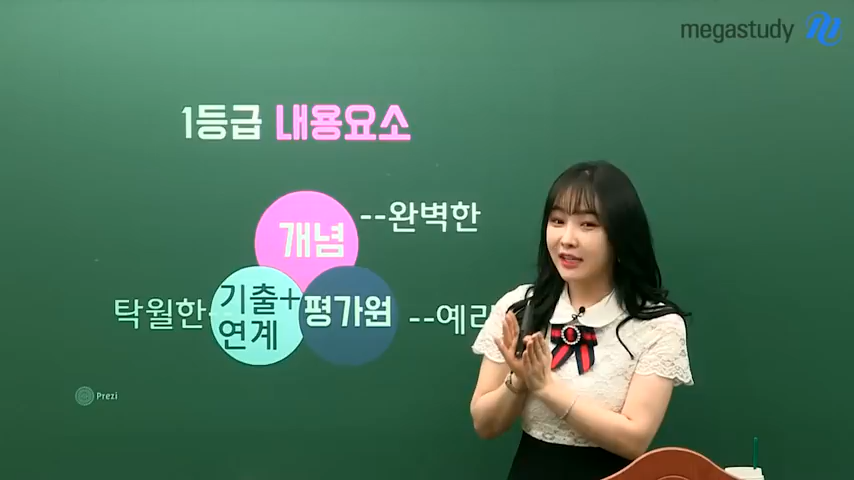 megastudy
1등급 내용요소
개념 --완벽한
탁월한-- 기출+
연계
평가원 --예
Prezi